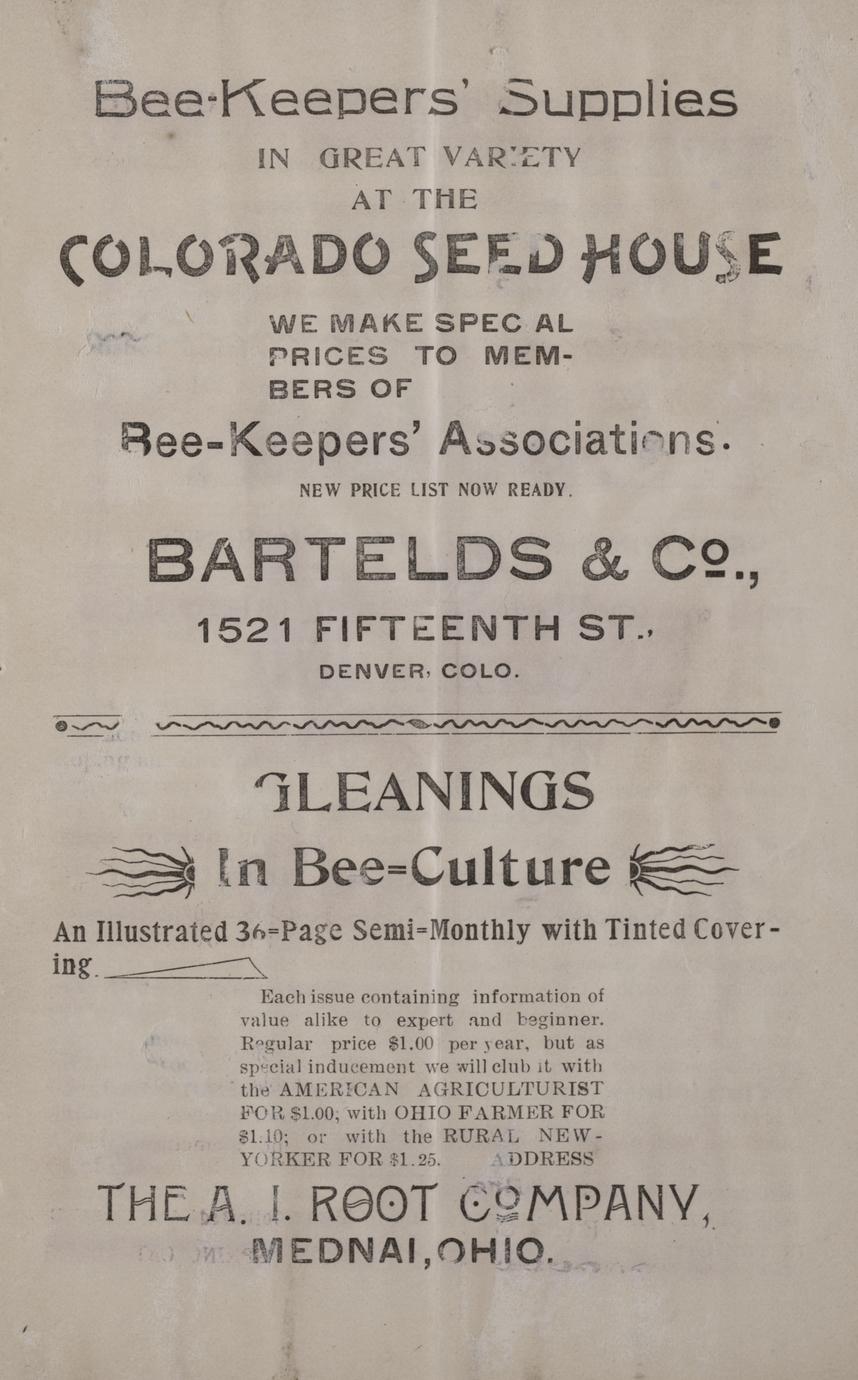 Bee-Keepers' Supplies
IN GREAT VARIETY
AT THE
COLORADO SEED HOUSE
WE MAKE SPECIAL
PRICES TO MEM-
BERS OF
Bee-Keepers' Associations.
NEW PRICE LIST NOW READY.
BARTELDS & Co.,
1521 FIFTEENTH ST.,
DENVER, COLO.
GLEANINGS
In Bee=Culture
An Illustrated 36=Page Semi=Monthly with Tinted Cover-
ing.
Each issue containing information of
value alike to expert and beginner.
Regular price $1.00 per year, but as
special inducement we will club it with
the AMERICAN AGRICULTURIST
FOR $1.00; with OHIO FARMER FOR
$1.10; or with the RURAL NEW-
YORKER FOR $1.25. ADDRESS
THE A. I. ROOT COMPANY,
MEDNAI, OHIO.